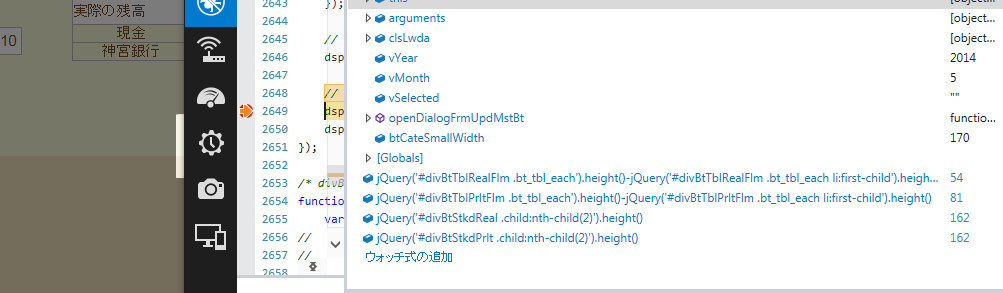 実際の残高
10
現金
神宮銀行
2643 });
2644
2645 //
2646 dsp
2647
2648 //
2649 dsp
2650 dsp
2651 });
2652
2653 /* divB
2654 function
2655 var
2656 //
2657 //
2658
this [object...
arguments [object...
clsLwda [object...
vYear 2014
vMonth 5
vSelected ""
openDialogFrmUpdMstBt functio...
btCateSmallWidth 170
[Globals]
jQuery('#divBtTblRealFlm .bt_tbl_each').height()-jQuery('#divBtTblRealFlm .bt_tbl_each li:first-child').heigh... 54
jQuery('#divBtTblPrltFlm .bt_tbl_each').height()-jQuery('#divBtTblPrltFlm .bt_tbl_each li:first-child').height() 81
jQuery('#divBtStkdReal .child:nth-child(2)').height() 162
jQuery('#divBtStkdPrlt .child:nth-child(2)').height() 162
ウォッチ式の追加